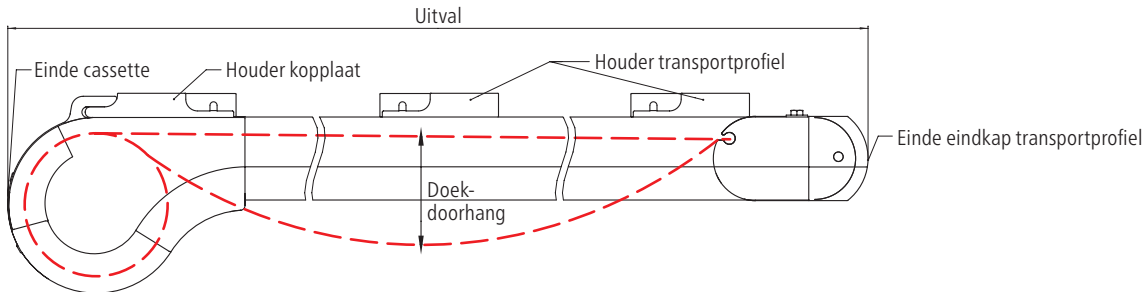 Uitval
Einde cassette
Houder kopplaat
Houder transportprofiel
Einde eindkap transportprofiel
Doek-
doorhang